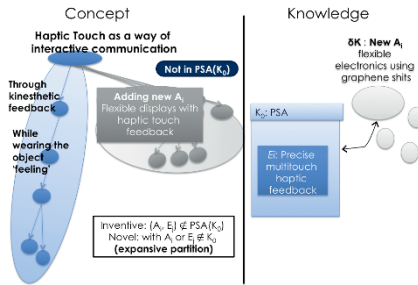 Concept
Haptic Touch as a way of
interactive communication
Not in PSA(K₀)
Through
kinesthetic
feedback
While
wearing the
object
'feeling'
Adding new Aᵢ
Flexible displays with
haptic touch
feedback
Inventive: (Aᵢ, Eⱼ) ∉ PSA(K₀)
Novel: with Aᵢ or Eⱼ ∉ K₀
(expansive partition)
Knowledge
δK : New Aᵢ
flexible
electronics using
graphene shits
K₀: PSA
Ei: Precise
multitouch
haptic
feedback